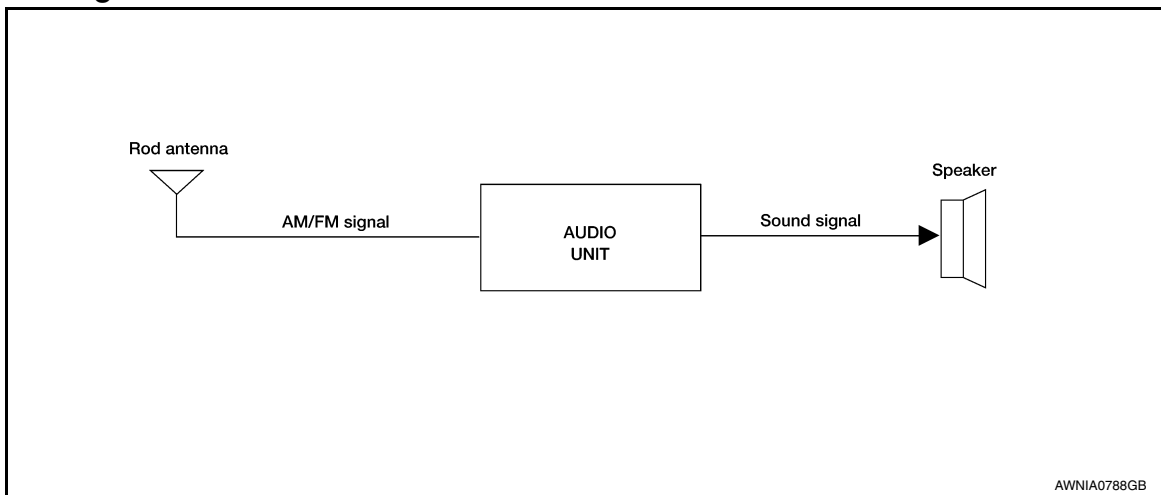 Rod antenna
Speaker
AM/FM signal
Sound signal
AUDIO
UNIT
AWNIA0788GB